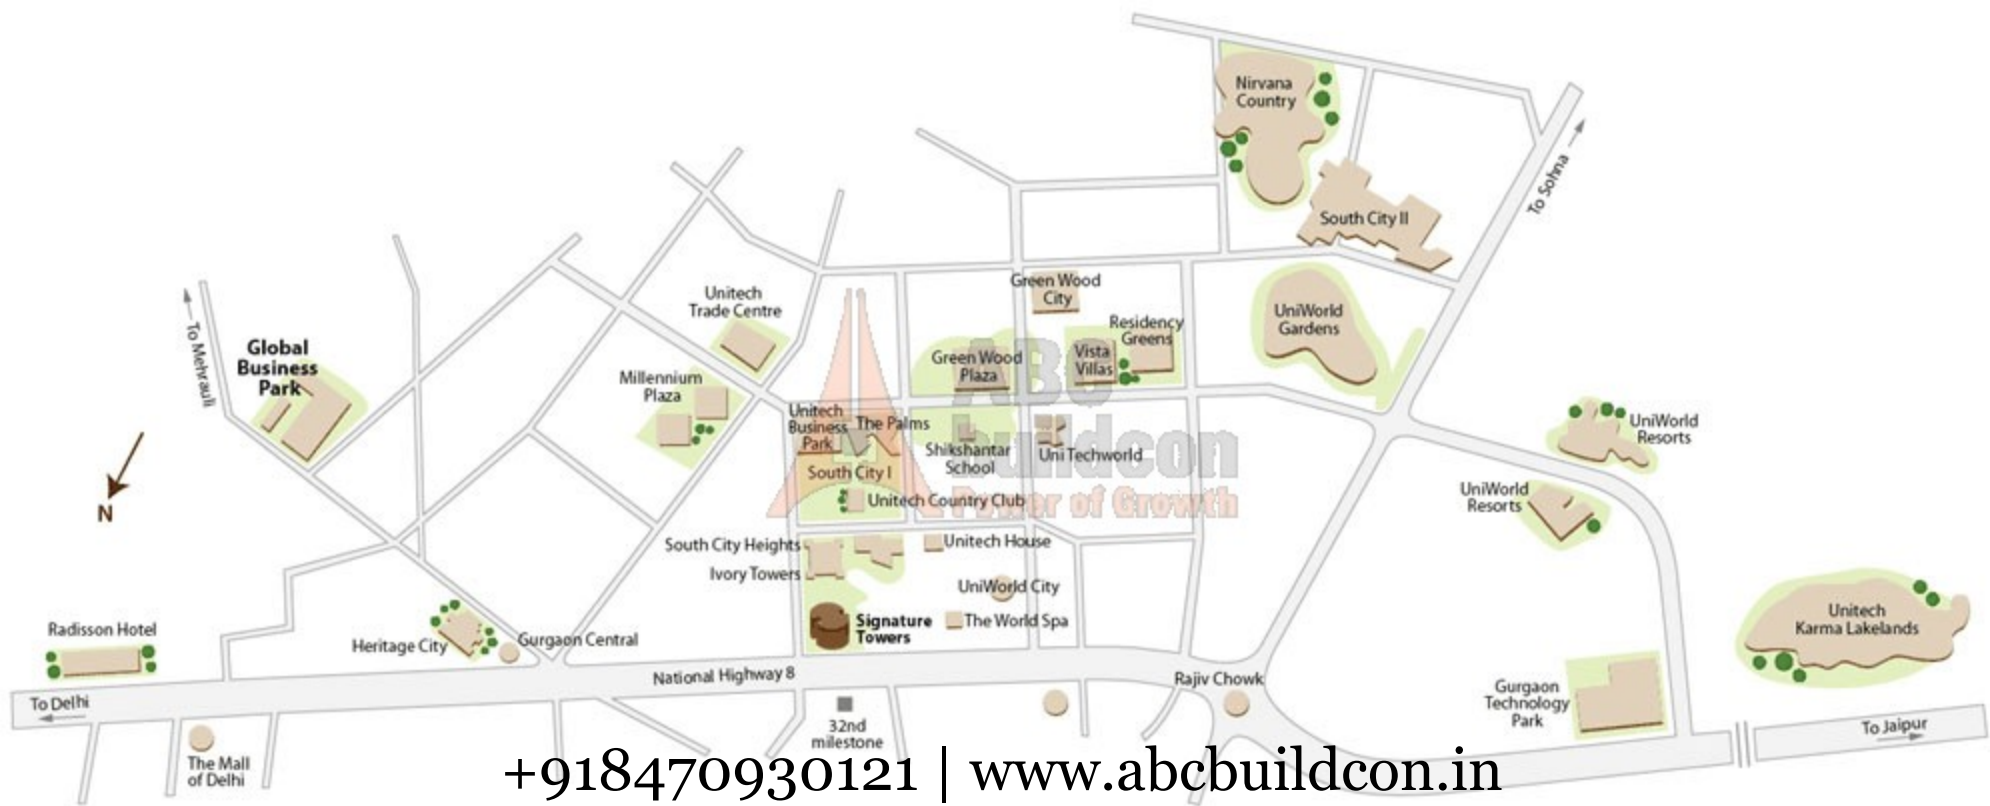 Nirvana
Country
To Sohna
South City II
Green Wood
City
Unitech
Trade Centre
UniWorld
Gardens
Residency
Greens
To Mehrauli
Global
Business
Park
Green Wood
Plaza
Vista
Villas
Millennium
Plaza
ABC
buildcon
Power of Growth
Unitech
Business
Park
The Palms
UniWorld
Resorts
Shikshantar
School
Uni Techworld
South City I
UniWorld
Resorts
Unitech Country Club
N
South City Heights
Unitech House
Ivory Towers
UniWorld City
Signature
Towers
The World Spa
Unitech
Karma Lakelands
Radisson Hotel
Heritage City
Gurgaon Central
National Highway 8
Rajiv Chowk
Gurgaon
Technology
Park
To Delhi
32nd
milestone
To Jaipur
The Mall
of Delhi
+918470930121 | www.abcbuildcon.in